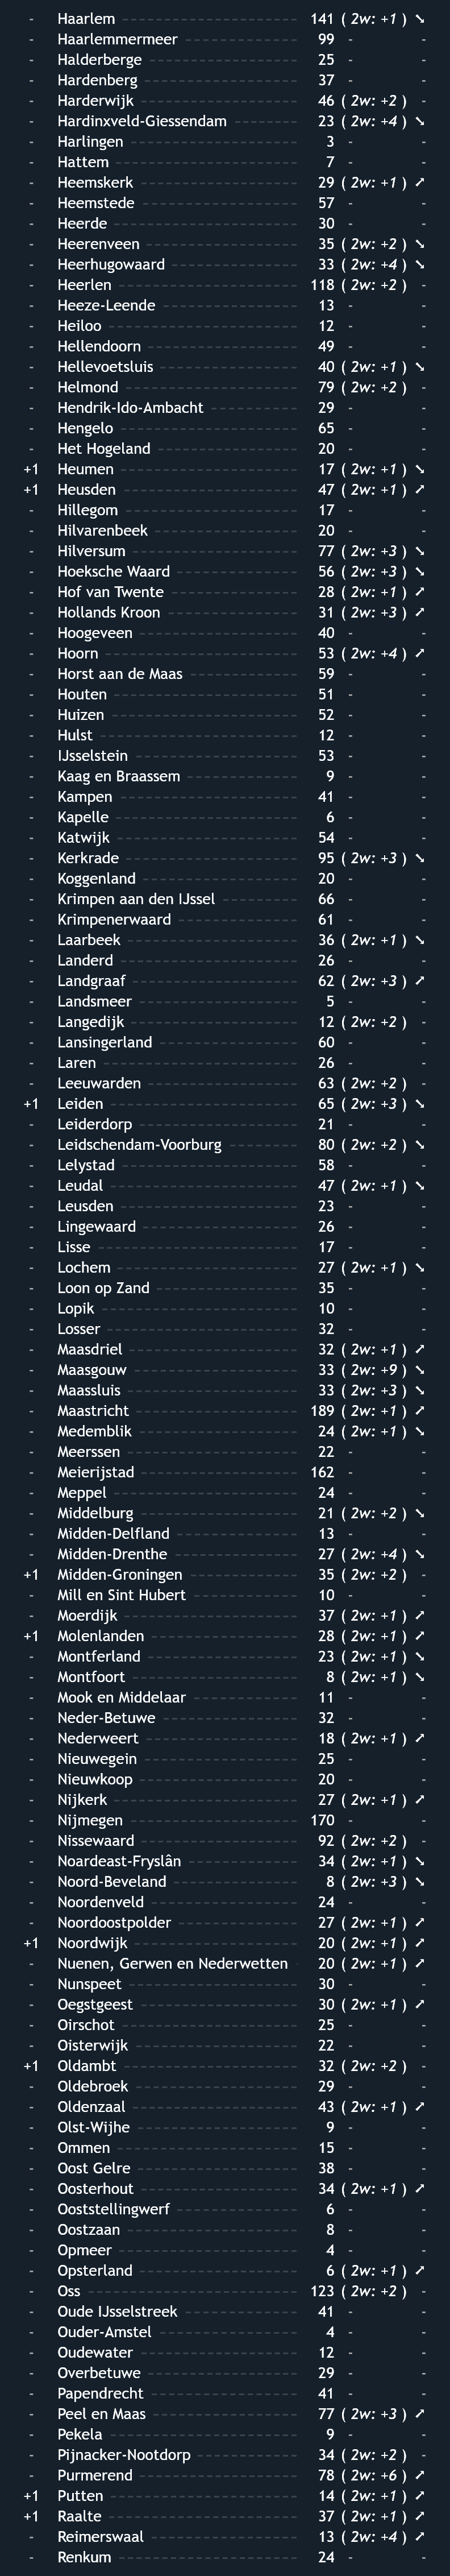 - Haarlem 141 ( 2w: +1 ) ➘
- Haarlemmermeer 99 - -
- Halderberge 25 - -
- Hardenberg 37 - -
- Harderwijk 46 ( 2w: +2 ) -
- Hardinxveld-Giessendam 23 ( 2w: +4 ) ➘
- Harlingen 3 - -
- Hattem 7 - -
- Heemskerk 29 ( 2w: +1 ) ➚
- Heemstede 57 - -
- Heerde 30 - -
- Heerenveen 35 ( 2w: +2 ) ➘
- Heerhugowaard 33 ( 2w: +4 ) ➘
- Heerlen 118 ( 2w: +2 ) -
- Heeze-Leende 13 - -
- Heiloo 12 - -
- Hellendoorn 49 - -
- Hellevoetsluis 40 ( 2w: +1 ) ➘
- Helmond 79 ( 2w: +2 ) -
- Hendrik-Ido-Ambacht 29 - -
- Hengelo 65 - -
- Het Hogeland 20 - -
+1 Heumen 17 ( 2w: +1 ) ➘
+1 Heusden 47 ( 2w: +1 ) ➚
- Hillegom 17 - -
- Hilvarenbeek 20 - -
- Hilversum 77 ( 2w: +3 ) ➘
- Hoeksche Waard 56 ( 2w: +3 ) ➘
- Hof van Twente 28 ( 2w: +1 ) ➚
- Hollands Kroon 31 ( 2w: +3 ) ➚
- Hoogeveen 40 - -
- Hoorn 53 ( 2w: +4 ) ➚
- Horst aan de Maas 59 - -
- Houten 51 - -
- Huizen 52 - -
- Hulst 12 - -
- IJsselstein 53 - -
- Kaag en Braassem 9 - -
- Kampen 41 - -
- Kapelle 6 - -
- Katwijk 54 - -
- Kerkrade 95 ( 2w: +3 ) ➘
- Koggenland 20 - -
- Krimpen aan den IJssel 66 - -
- Krimpenerwaard 61 - -
- Laarbeek 36 ( 2w: +1 ) ➘
- Landerd 26 - -
- Landgraaf 62 ( 2w: +3 ) ➚
- Landsmeer 5 - -
- Langedijk 12 ( 2w: +2 ) -
- Lansingerland 60 - -
- Laren 26 - -
- Leeuwarden 63 ( 2w: +2 ) -
+1 Leiden 65 ( 2w: +3 ) ➘
- Leiderdorp 21 - -
- Leidschendam-Voorburg 80 ( 2w: +2 ) ➘
- Lelystad 58 - -
- Leudal 47 ( 2w: +1 ) ➘
- Leusden 23 - -
- Lingewaard 26 - -
- Lisse 17 - -
- Lochem 27 ( 2w: +1 ) ➘
- Loon op Zand 35 - -
- Lopik 10 - -
- Losser 32 - -
- Maasdriel 32 ( 2w: +1 ) ➚
- Maasgouw 33 ( 2w: +9 ) ➘
- Maassluis 33 ( 2w: +3 ) ➘
- Maastricht 189 ( 2w: +1 ) ➚
- Medemblik 24 ( 2w: +1 ) ➘
- Meerssen 22 - -
- Meierijstad 162 - -
- Meppel 24 - -
- Middelburg 21 ( 2w: +2 ) ➘
- Midden-Delfland 13 - -
- Midden-Drenthe 27 ( 2w: +4 ) ➘
+1 Midden-Groningen 35 ( 2w: +2 ) -
- Mill en Sint Hubert 10 - -
- Moerdijk 37 ( 2w: +1 ) ➚
+1 Molenlanden 28 ( 2w: +1 ) ➚
- Montferland 23 ( 2w: +1 ) ➘
- Montfoort 8 ( 2w: +1 ) ➘
- Mook en Middelaar 11 - -
- Neder-Betuwe 32 - -
- Nederweert 18 ( 2w: +1 ) ➚
- Nieuwegein 25 - -
- Nieuwkoop 20 - -
- Nijkerk 27 ( 2w: +1 ) ➚
- Nijmegen 170 - -
- Nissewaard 92 ( 2w: +2 ) -
- Noardeast-Fryslân 34 ( 2w: +1 ) ➘
- Noord-Beveland 8 ( 2w: +3 ) ➘
- Noordenveld 24 - -
- Noordoostpolder 27 ( 2w: +1 ) ➚
+1 Noordwijk 20 ( 2w: +1 ) ➚
- Nuenen, Gerwen en Nederwetten 20 ( 2w: +1 ) ➚
- Nunspeet 30 - -
- Oegstgeest 30 ( 2w: +1 ) ➚
- Oirschot 25 - -
- Oisterwijk 22 - -
+1 Oldambt 32 ( 2w: +2 ) -
- Oldebroek 29 - -
- Oldenzaal 43 ( 2w: +1 ) ➚
- Olst-Wijhe 9 - -
- Ommen 15 - -
- Oost Gelre 38 - -
- Oosterhout 34 ( 2w: +1 ) ➚
- Ooststellingwerf 6 - -
- Oostzaan 8 - -
- Opmeer 4 - -
- Opsterland 6 ( 2w: +1 ) ➚
- Oss 123 ( 2w: +2 ) -
- Oude IJsselstreek 41 - -
- Ouder-Amstel 4 - -
- Oudewater 12 - -
- Overbetuwe 29 - -
- Papendrecht 41 - -
- Peel en Maas 77 ( 2w: +3 ) ➚
- Pekela 9 - -
- Pijnacker-Nootdorp 34 ( 2w: +2 ) -
- Purmerend 78 ( 2w: +6 ) ➚
+1 Putten 14 ( 2w: +1 ) ➚
+1 Raalte 37 ( 2w: +1 ) ➚
- Reimerswaal 13 ( 2w: +4 ) ➚
- Renkum 24 - -